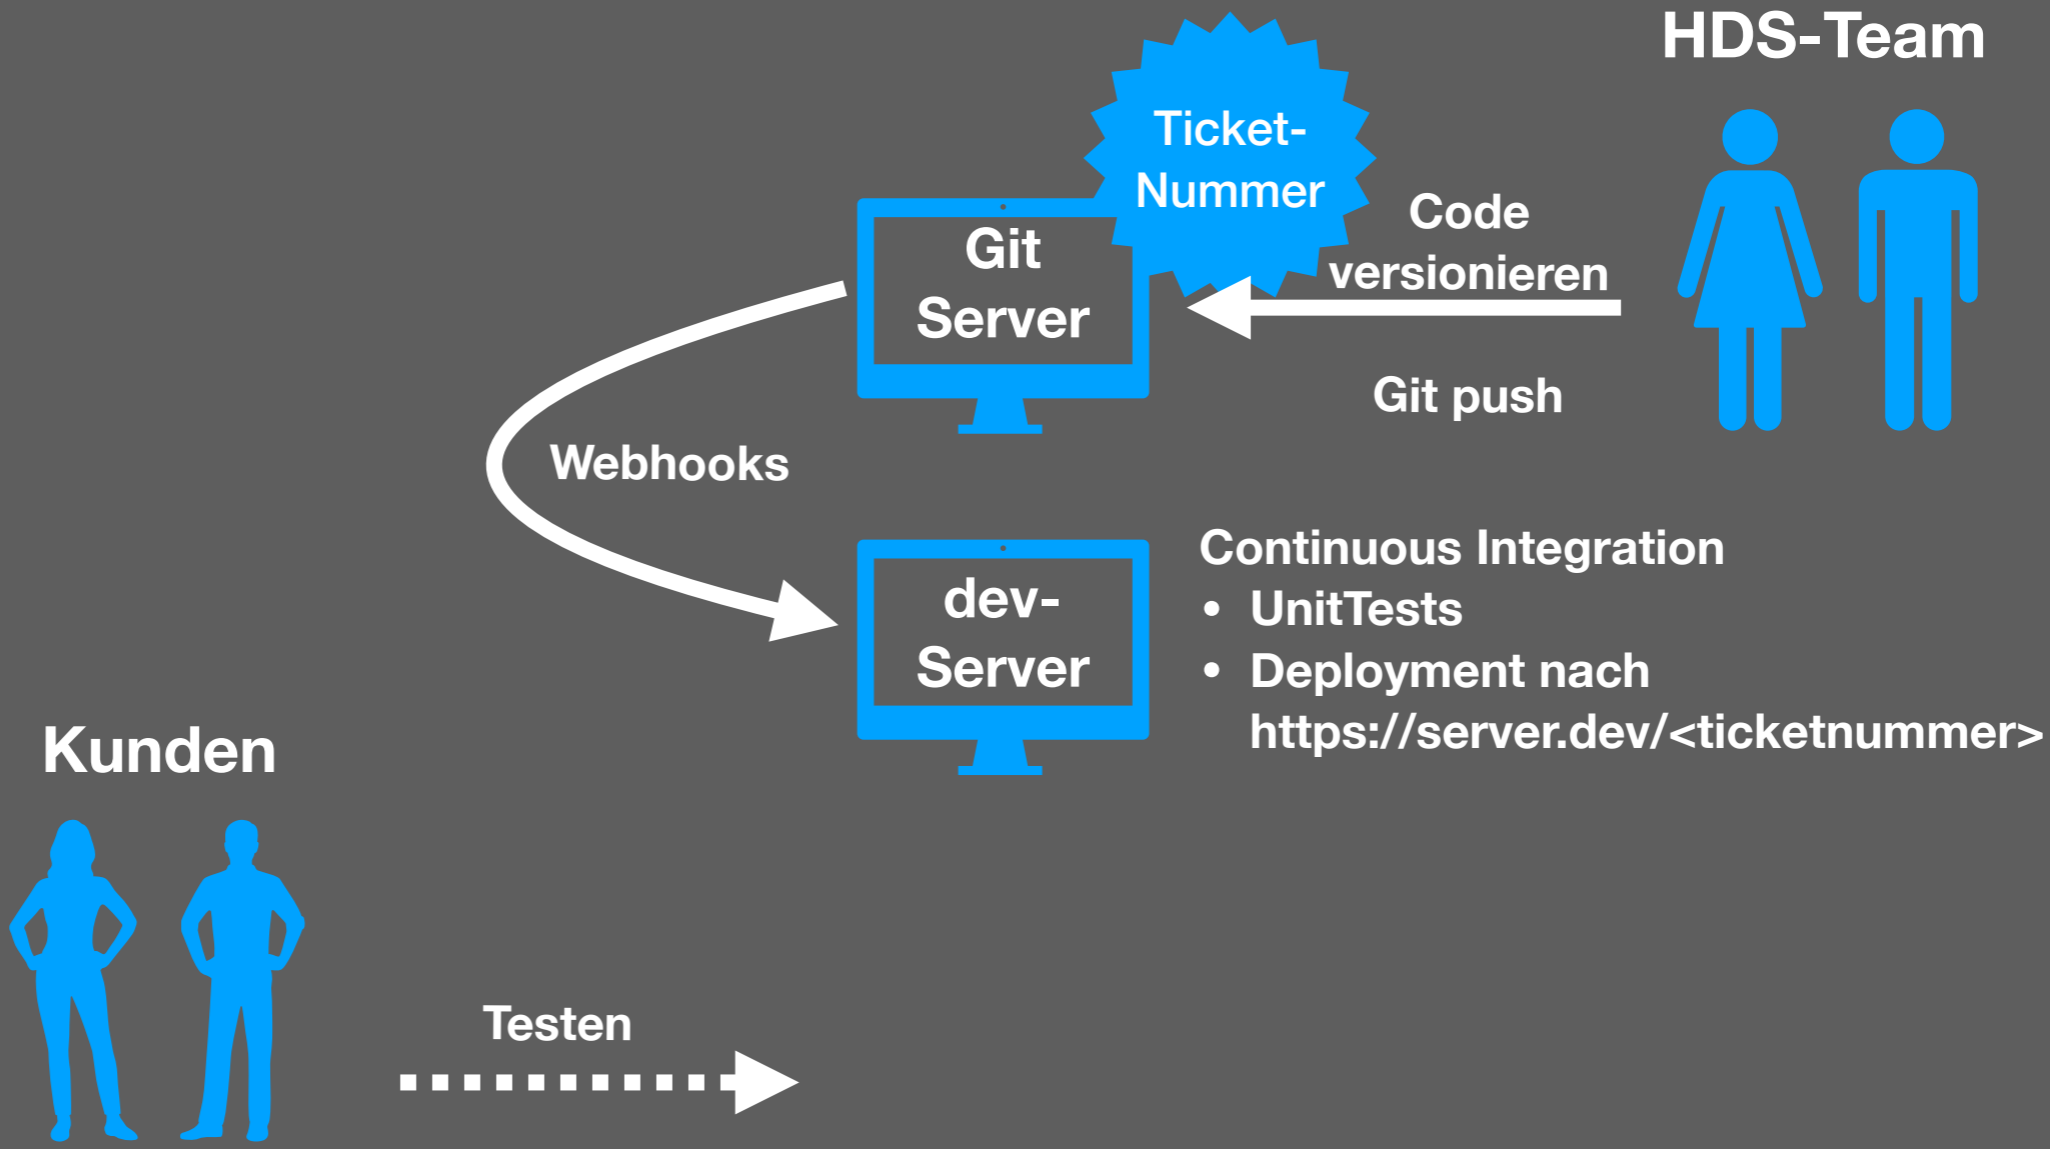 HDS-Team
Ticket-
Nummer
Code
versionieren
Git
Server
Git push
Webhooks
dev-
Server
Continuous Integration
• UnitTests
• Deployment nach
https://server.dev/<ticketnummer>
Kunden
Testen